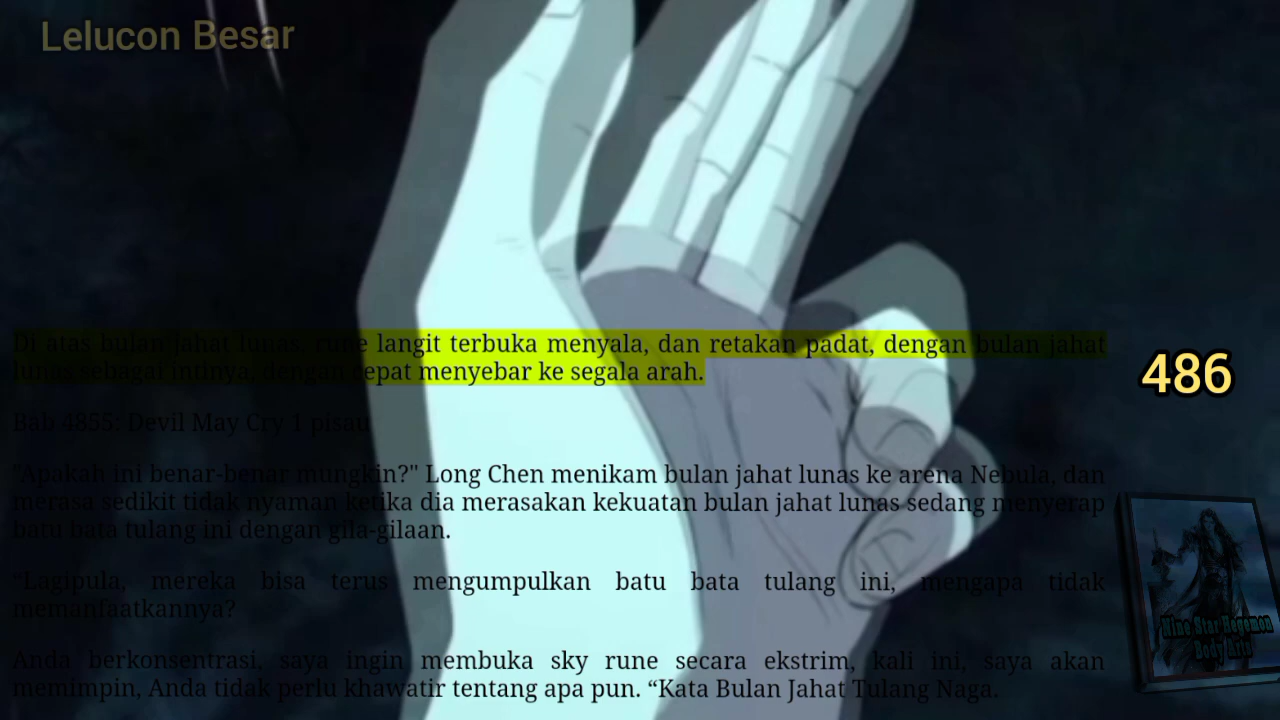 Lelucon Besar
Di atas bulan jahat lunas, rune langit terbuka menyala, dan retakan padat, dengan bulan jahat
lunas sebagai intinya, dengan cepat menyebar ke segala arah.
486
Bab 4855: Devil May Cry 1 pisau
"Apakah ini benar-benar mungkin?" Long Chen menikam bulan jahat lunas ke arena Nebula, dan
merasa sedikit tidak nyaman ketika dia merasakan kekuatan bulan jahat lunas sedang menyerap
batu bata tulang ini dengan gila-gilaan.
“Lagipula, mereka bisa terus mengumpulkan batu bata tulang ini, mengapa tidak
memanfaatkannya?
Anda berkonsentrasi, saya ingin membuka sky rune secara ekstrim, kali ini, saya akan
memimpin, Anda tidak perlu khawatir tentang apa pun. “Kata Bulan Jahat Tulang Naga.
Nine Star Hegemon
Body Art